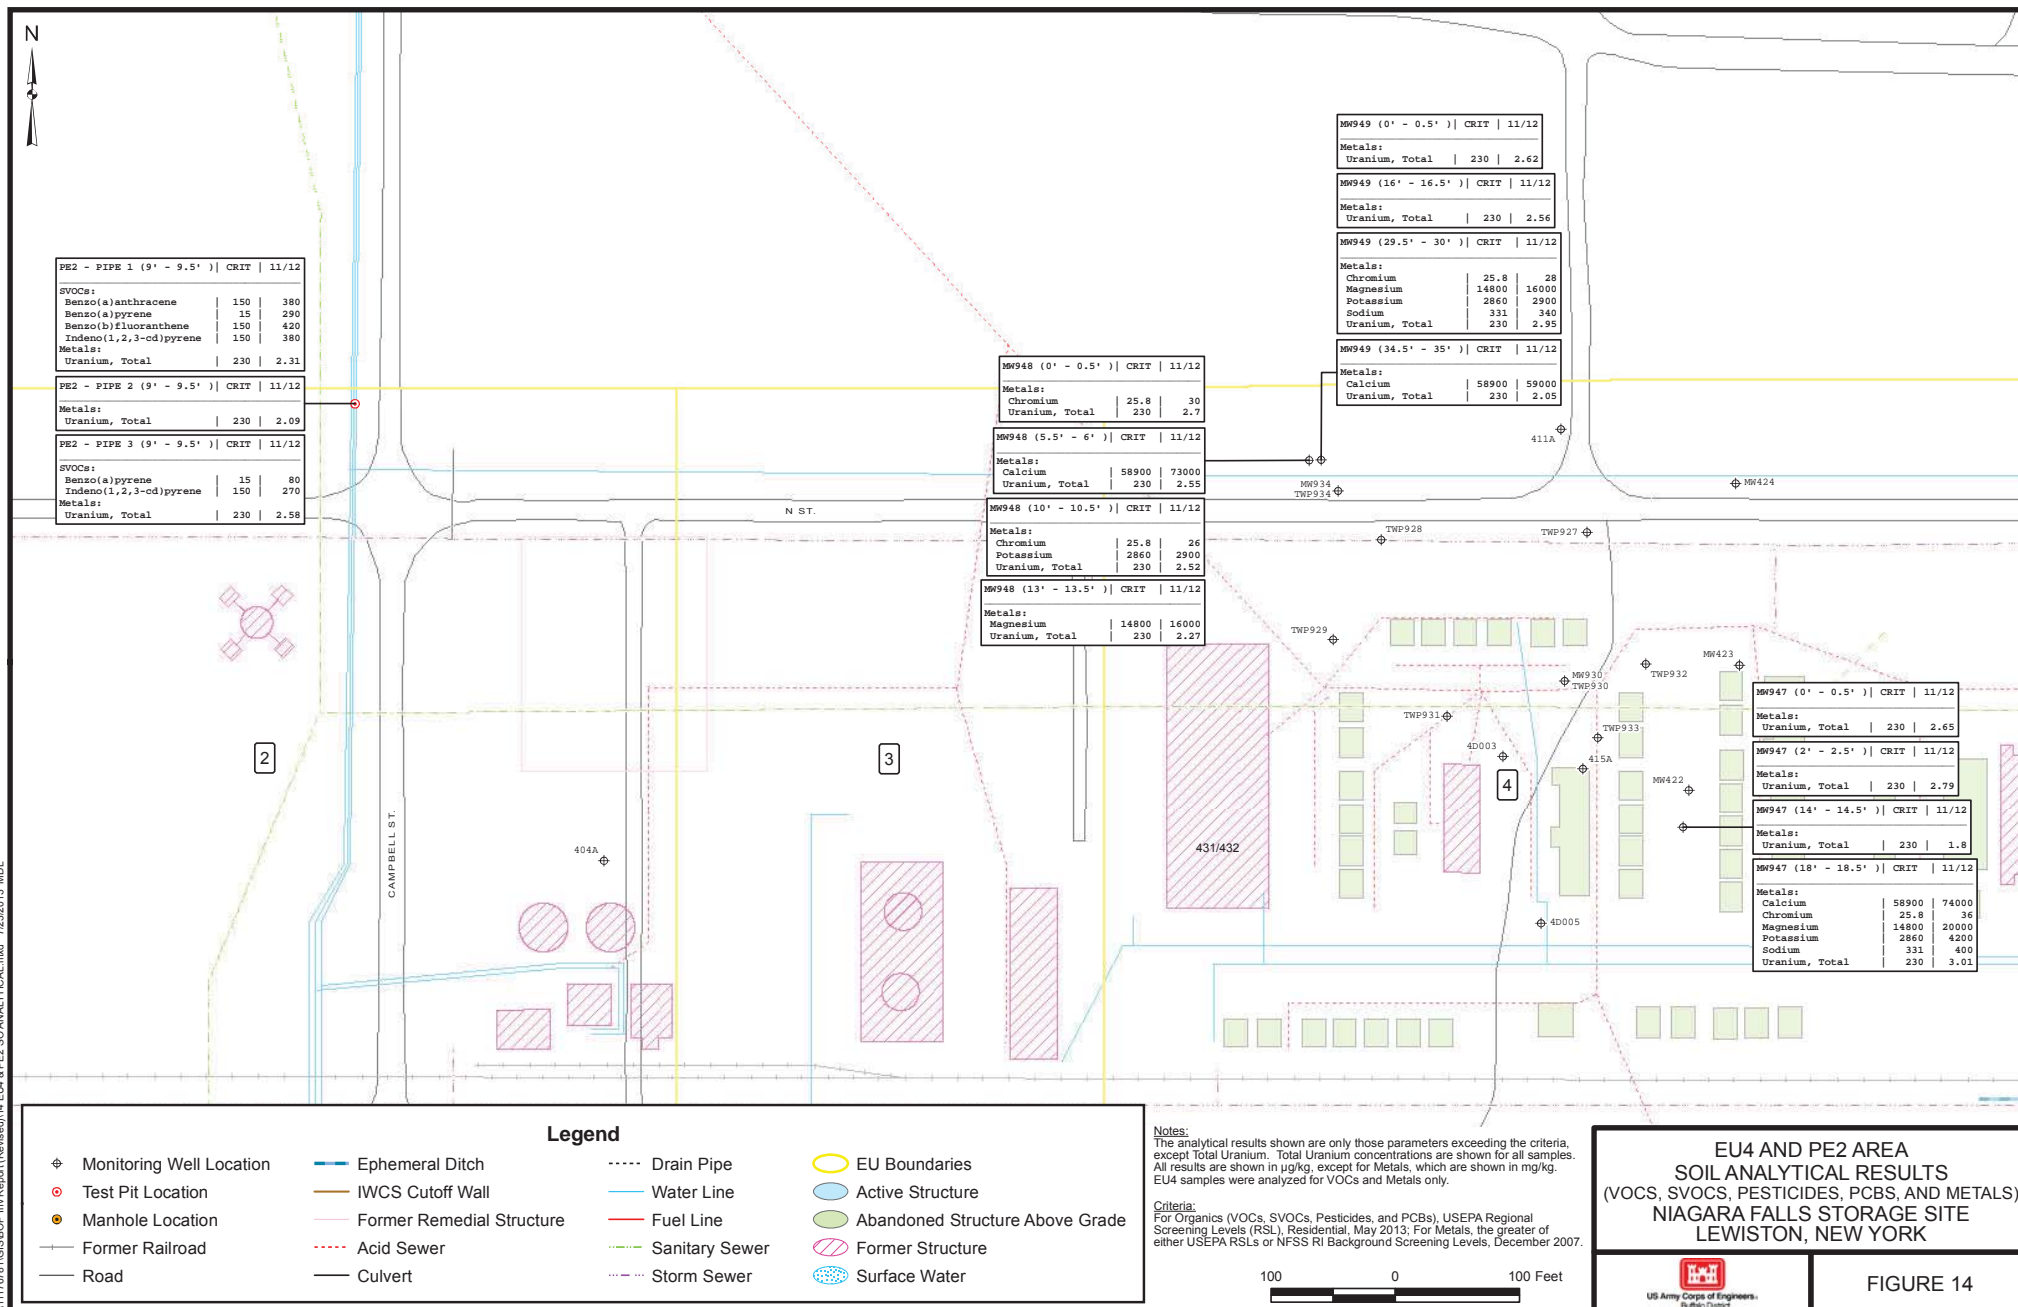 N
MW949 (0' - 0.5' )| CRIT | 11/12
Metals:
Uranium, Total | 230 | 2.62
MW949 (16' - 16.5' )| CRIT | 11/12
Metals:
Uranium, Total | 230 | 2.56
MW949 (29.5' - 30' )| CRIT | 11/12
Metals:
Chromium | 25.8 | 28
Magnesium | 14800 | 16000
Potassium | 2860 | 2900
Sodium | 331 | 340
Uranium, Total | 230 | 2.95
MW949 (34.5' - 35' )| CRIT | 11/12
Metals:
Calcium | 58900 | 59000
Uranium, Total | 230 | 2.05
PE2 - PIPE 1 (9' - 9.5' )| CRIT | 11/12
SVOCs:
Benzo(a)anthracene | 150 | 380
Benzo(a)pyrene | 15 | 290
Benzo(b)fluoranthene | 150 | 420
Indeno(1,2,3-cd)pyrene | 150 | 380
Metals:
Uranium, Total | 230 | 2.31
PE2 - PIPE 2 (9' - 9.5' )| CRIT | 11/12
Metals:
Uranium, Total | 230 | 2.09
PE2 - PIPE 3 (9' - 9.5' )| CRIT | 11/12
SVOCs:
Benzo(a)pyrene | 15 | 80
Indeno(1,2,3-cd)pyrene | 150 | 270
Metals:
Uranium, Total | 230 | 2.58
MW948 (0' - 0.5' )| CRIT | 11/12
Metals:
Chromium | 25.8 | 30
Uranium, Total | 230 | 2.7
MW948 (5.5' - 6' )| CRIT | 11/12
Metals:
Calcium | 58900 | 73000
Uranium, Total | 230 | 2.55
MW948 (10' - 10.5' )| CRIT | 11/12
Metals:
Chromium | 25.8 | 26
Potassium | 2860 | 2900
Uranium, Total | 230 | 2.52
MW948 (13' - 13.5' )| CRIT | 11/12
Metals:
Magnesium | 14800 | 16000
Uranium, Total | 230 | 2.27
411A
MW934
TWP934
MW424
N ST.
TWP928
TWP927
TWP929
MW423
TWP932
MW930
TWP930
TWP931
TWP933
4D003
415A
MW422
2
3
4
CAMPBELL ST.
404A
431/432
4D005
MW947 (0' - 0.5' )| CRIT | 11/12
Metals:
Uranium, Total | 230 | 2.65
MW947 (2' - 2.5' )| CRIT | 11/12
Metals:
Uranium, Total | 230 | 2.79
MW947 (14' - 14.5' )| CRIT | 11/12
Metals:
Uranium, Total | 230 | 1.8
MW947 (18' - 18.5' )| CRIT | 11/12
Metals:
Calcium | 58900 | 74000
Chromium | 25.8 | 36
Magnesium | 14800 | 20000
Potassium | 2860 | 4200
Sodium | 331 | 400
Uranium, Total | 230 | 3.01
Legend
Monitoring Well Location
Test Pit Location
Manhole Location
Former Railroad
Road
Ephemeral Ditch
IWCS Cutoff Wall
Former Remedial Structure
Acid Sewer
Culvert
Drain Pipe
Water Line
Fuel Line
Sanitary Sewer
Storm Sewer
EU Boundaries
Active Structure
Abandoned Structure Above Grade
Former Structure
Surface Water
Notes:
The analytical results shown are only those parameters exceeding the criteria,
except Total Uranium. Total Uranium concentrations are shown for all samples.
All results are shown in µg/kg, except for Metals, which are shown in mg/kg.
EU4 samples were analyzed for VOCs and Metals only.
Criteria:
For Organics (VOCs, SVOCs, Pesticides, and PCBs), USEPA Regional
Screening Levels (RSL), Residential, May 2013; For Metals, the greater of
either USEPA RSLs or NFSS RI Background Screening Levels, December 2007.
100 0 100 Feet
EU4 AND PE2 AREA
SOIL ANALYTICAL RESULTS
(VOCS, SVOCS, PESTICIDES, PCBS, AND METALS)
NIAGARA FALLS STORAGE SITE
LEWISTON, NEW YORK
US Army Corps of Engineers.
Buffalo District
FIGURE 14